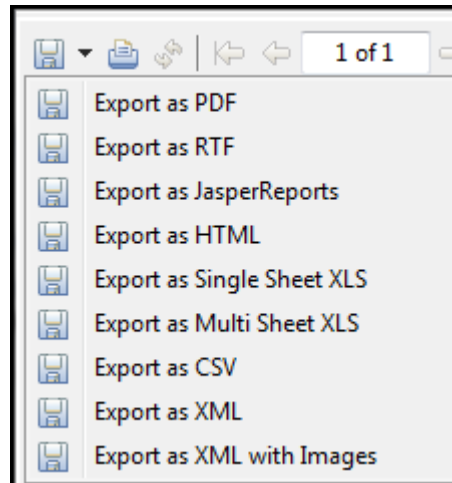 1 of 1
Export as PDF
Export as RTF
Export as JasperReports
Export as HTML
Export as Single Sheet XLS
Export as Multi Sheet XLS
Export as CSV
Export as XML
Export as XML with Images